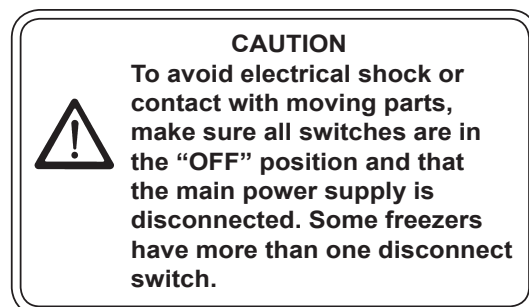 CAUTION
To avoid electrical shock or
contact with moving parts,
make sure all switches are in
the “OFF” position and that
the main power supply is
disconnected. Some freezers
have more than one disconnect
switch.